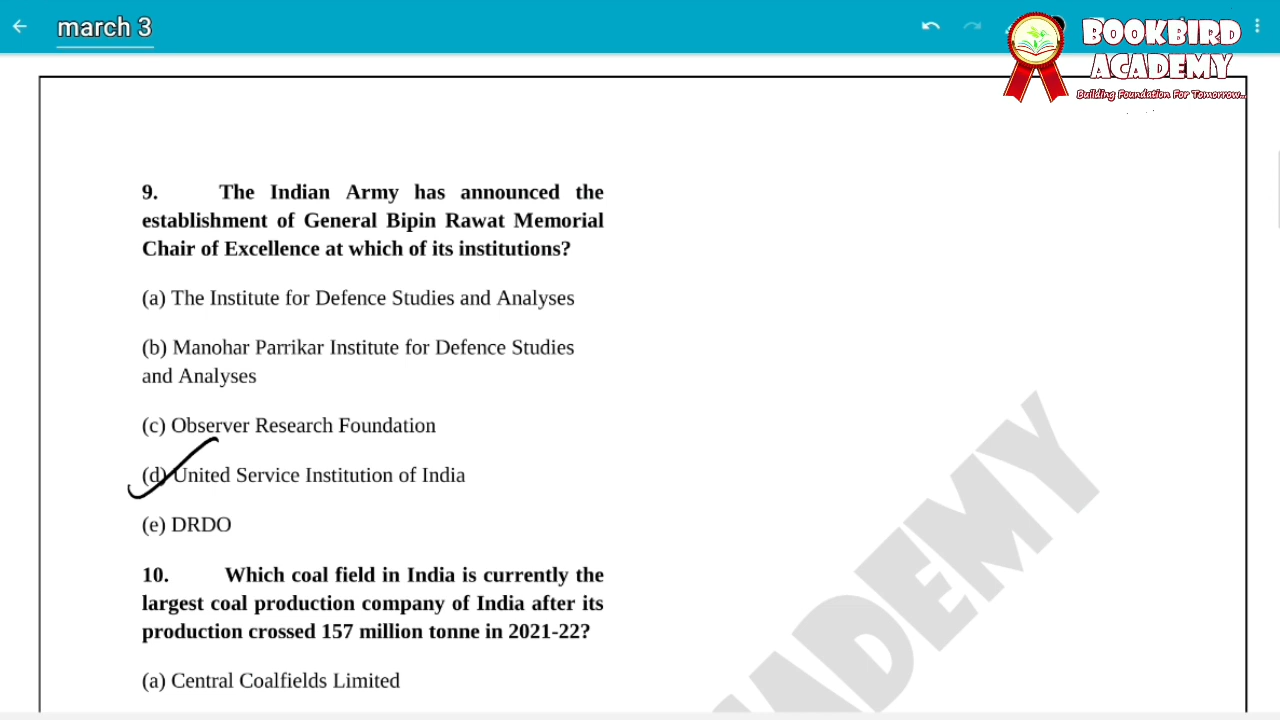 march 3
BOOKBIRD
ACADEMY
Building Foundation For Tomorrow...
9. The Indian Army has announced the
establishment of General Bipin Rawat Memorial
Chair of Excellence at which of its institutions?
(a) The Institute for Defence Studies and Analyses
(b) Manohar Parrikar Institute for Defence Studies
and Analyses
(c) Observer Research Foundation
(d) United Service Institution of India
(e) DRDO
10. Which coal field in India is currently the
largest coal production company of India after its
production crossed 157 million tonne in 2021-22?
(a) Central Coalfields Limited
ADEMY